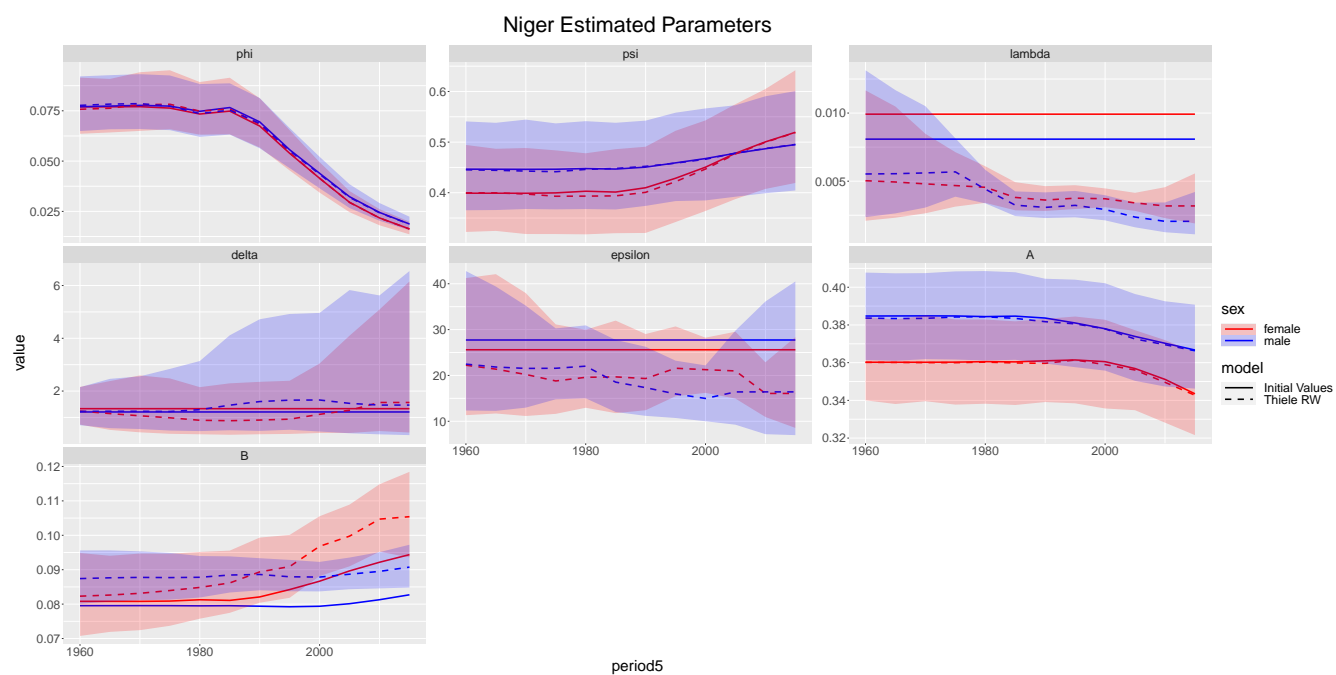 Niger Estimated Parameters
phi
psi
lambda
0.075
0.050
0.025
0.6
0.5
0.4
0.010
0.005
delta
epsilon
A
6
4
2
40
30
20
10
0.40
0.38
0.36
0.34
0.32
1960
1980
2000
1960
1980
2000
B
0.12
0.11
0.10
0.09
0.08
0.07
1960
1980
2000
value
period5
sex
female
male
model
Initial Values
Thiele RW